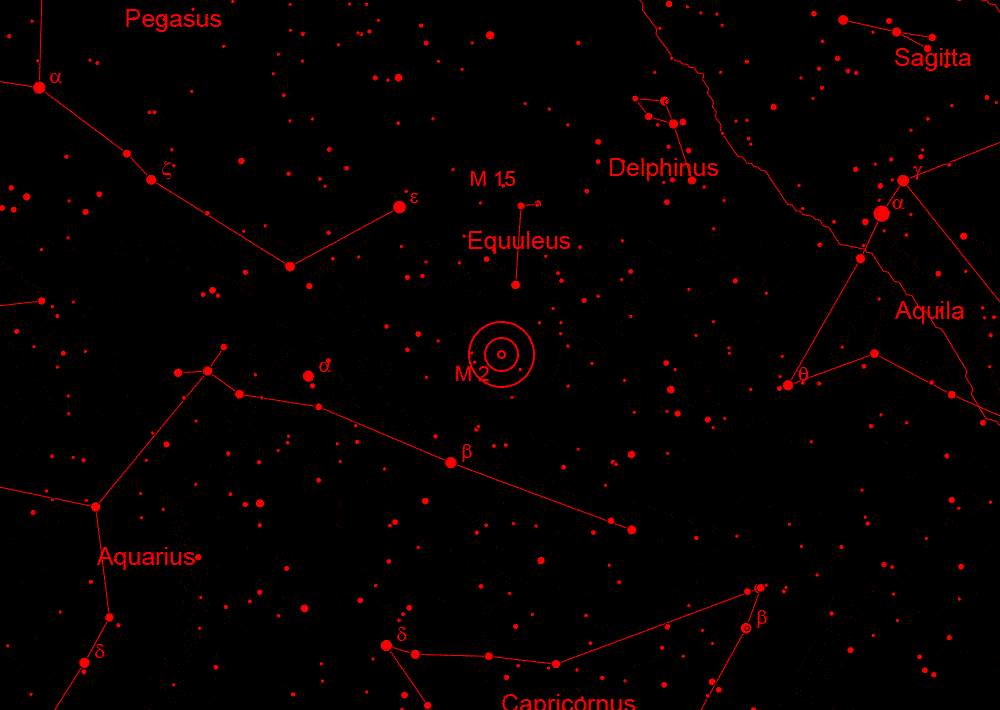 Pegasus
Sagitta
α
ζ
Delphinus
γ
M 15
ε
α
Equuleus
Aquila
α
M 2
θ
β
Aquarius
α
β
δ
δ
Capricornus